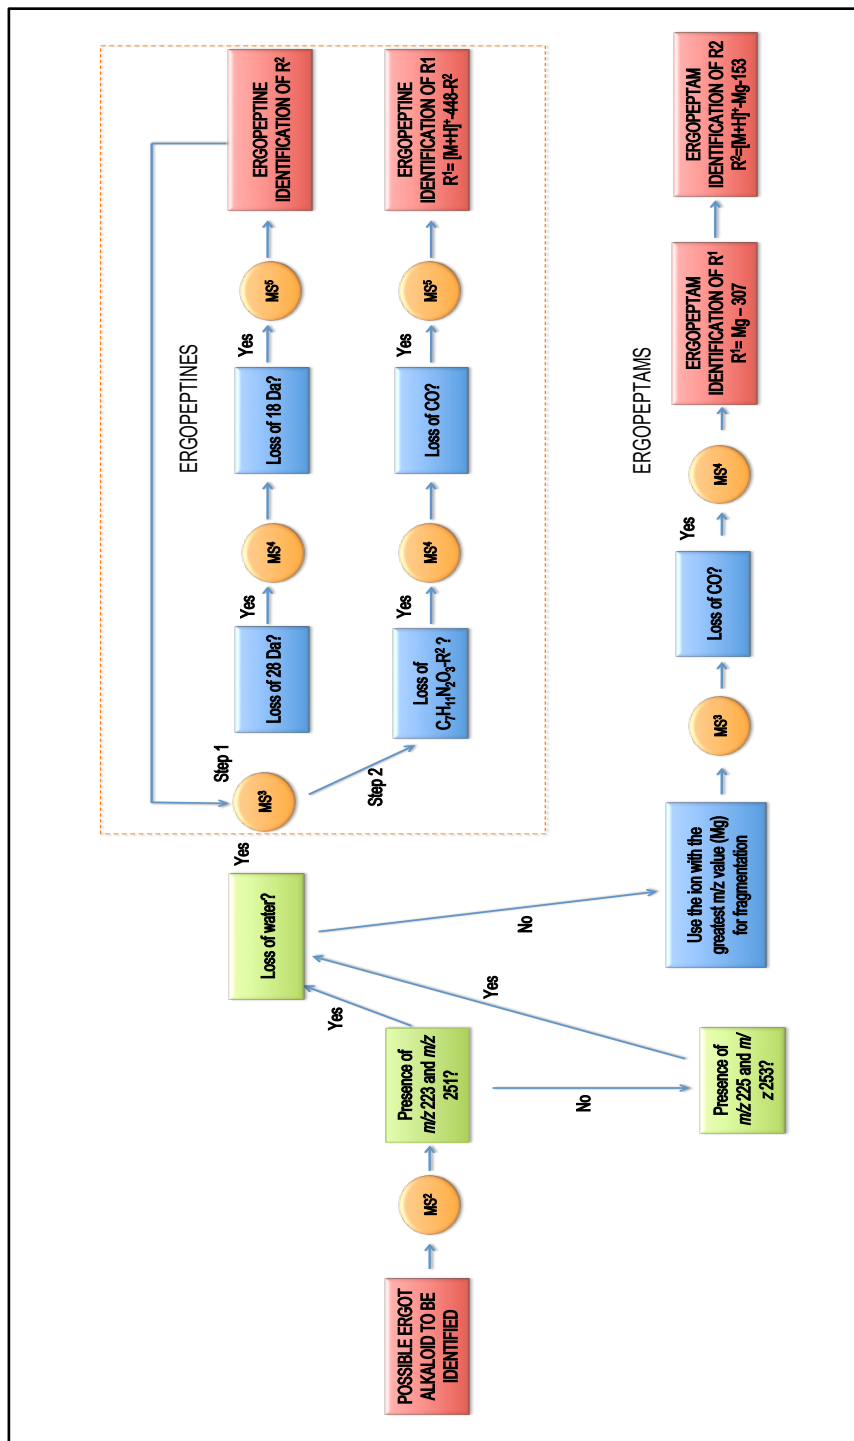 POSSIBLE ERGOT
ALKALOID TO BE
IDENTIFIED
MS²
Presence of
m/z 223 and m/z
251?
Yes
No
Presence of
m/z 225 and m/
z 253?
Yes
Loss of water?
Yes
No
ERGOPEPTINES
MS³
Step 1
Loss of 28 Da?
Yes
MS⁴
Loss of 18 Da?
Yes
MS⁵
ERGOPEPTINE
IDENTIFICATION OF R²
Step 2
Loss of
C₇H₁₁N₂O₃-R² ?
Yes
MS⁴
Loss of CO?
Yes
MS⁵
ERGOPEPTINE
IDENTIFICATION OF R1
R¹= [M+H]⁺-448-R²
ERGOPEPTAMS
Use the ion with the
greatest m/z value (Mg)
for fragmentation
MS³
Loss of CO?
Yes
MS⁴
ERGOPEPTAM
IDENTIFICATION OF R¹
R¹= Mg – 307
ERGOPEPTAM
IDENTIFICATION OF R2
R²=[M+H]⁺-Mg-153